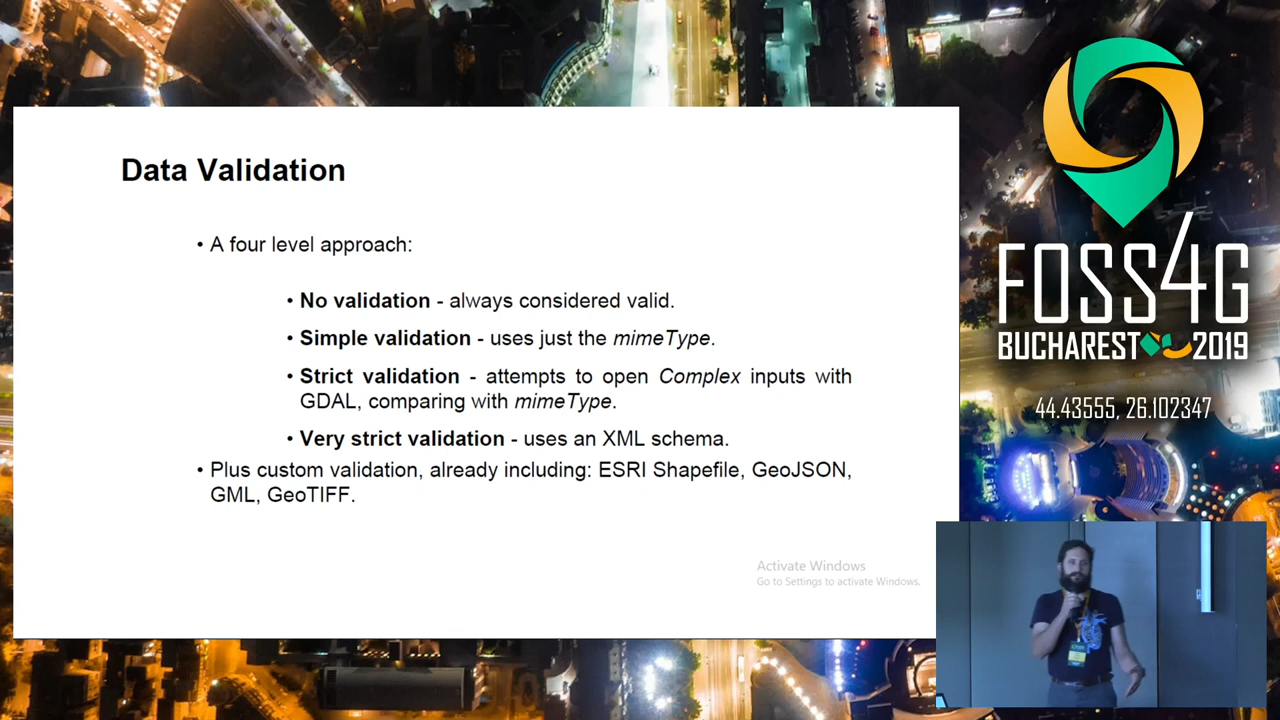 Data Validation
• A four level approach:
• No validation - always considered valid.
• Simple validation - uses just the mimeType.
• Strict validation - attempts to open Complex inputs with
GDAL, comparing with mimeType.
• Very strict validation - uses an XML schema.
• Plus custom validation, already including: ESRI Shapefile, GeoJSON,
GML, GeoTIFF.
Activate Windows
Go to Settings to activate Windows.
FOSS4G
BUCHAREST 2019
44.43555, 26.102347